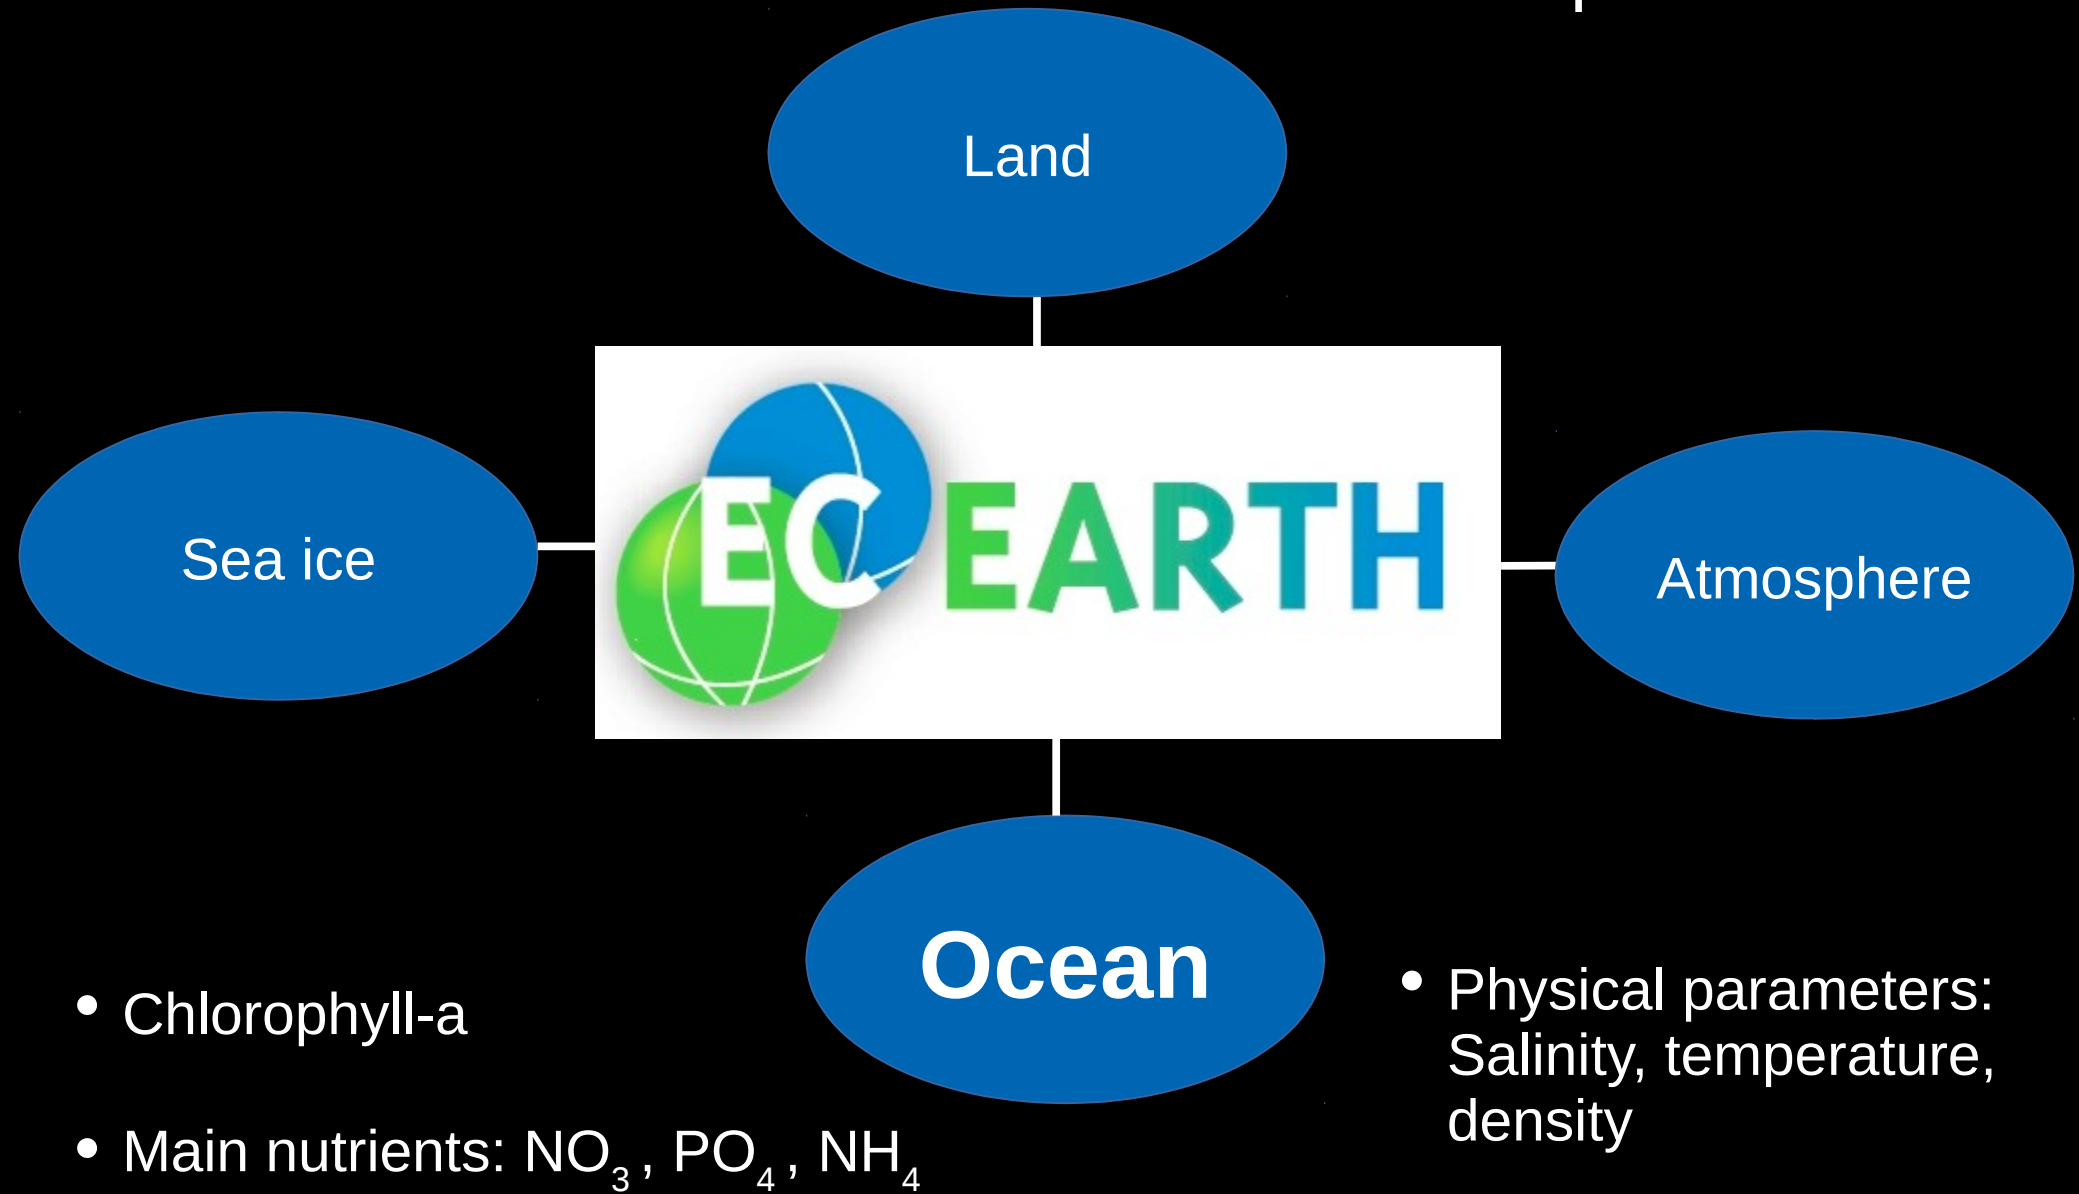 Land
EC EARTH
Sea ice
Atmosphere
Ocean
• Chlorophyll-a
• Main nutrients: NO₃ , PO₄ , NH₄
• Physical parameters:
Salinity, temperature,
density